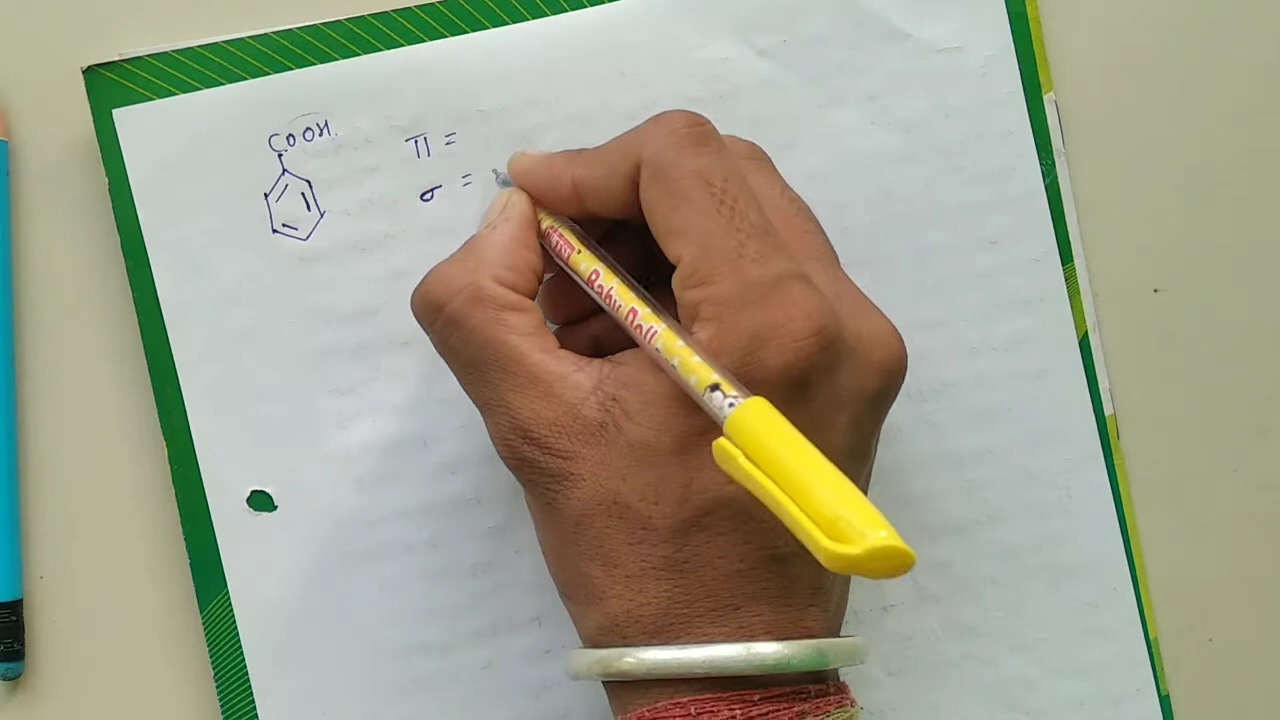 COOH.
π =
σ =
Baby Doll